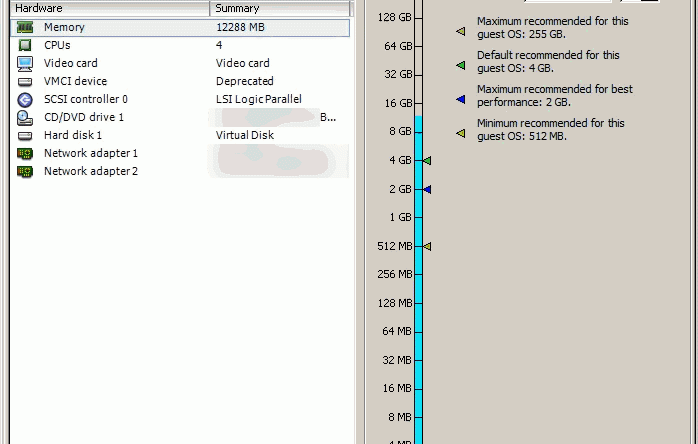 Hardware Summary
Memory 12288 MB
CPUs 4
Video card Video card
VMCI device Deprecated
SCSI controller 0 LSI Logic Parallel
CD/DVD drive 1 B...
Hard disk 1 Virtual Disk
Network adapter 1
Network adapter 2
128 GB
64 GB
32 GB
16 GB
8 GB
4 GB
2 GB
1 GB
512 MB
256 MB
128 MB
64 MB
32 MB
16 MB
8 MB
4 MB
Maximum recommended for this
guest OS: 255 GB.
Default recommended for this
guest OS: 4 GB.
Maximum recommended for best
performance: 2 GB.
Minimum recommended for this
guest OS: 512 MB.